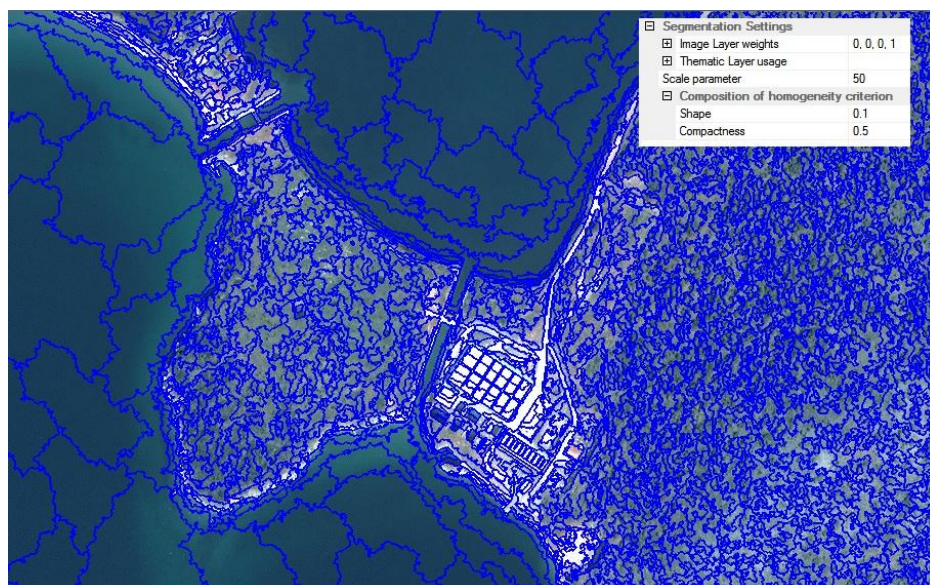 Segmentation Settings
Image Layer weights 0, 0, 0, 1
Thematic Layer usage
Scale parameter 50
Composition of homogeneity criterion
Shape 0.1
Compactness 0.5